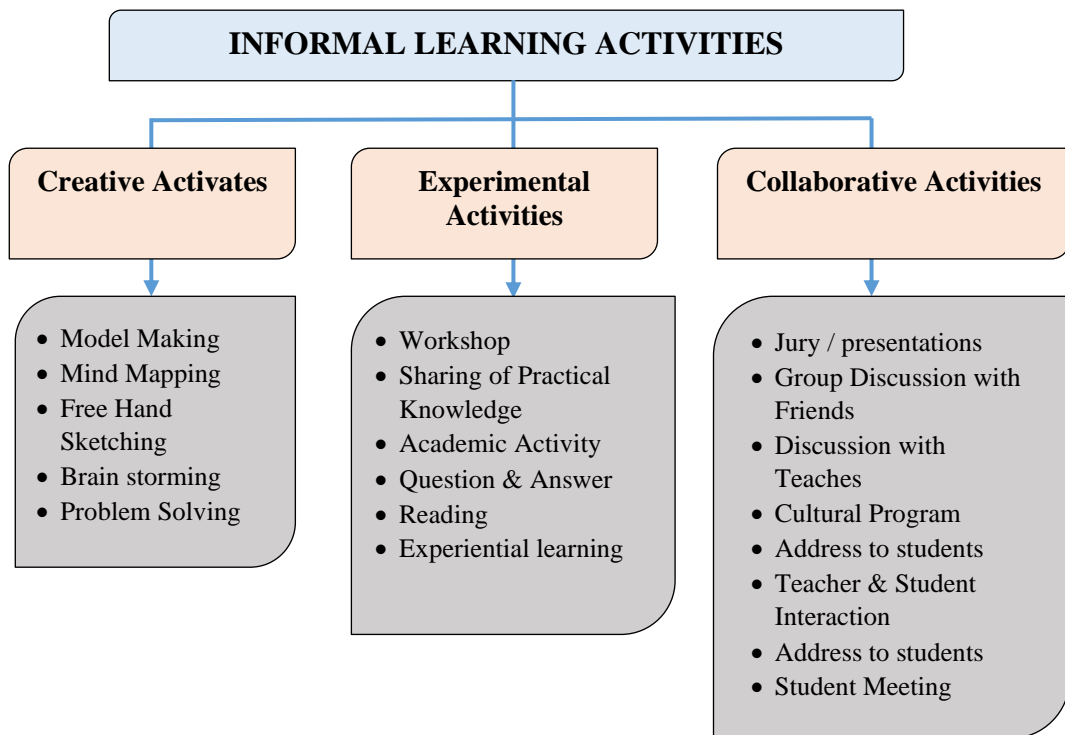 INFORMAL LEARNING ACTIVITIES
Creative Activates
• Model Making
• Mind Mapping
• Free Hand
Sketching
• Brain storming
• Problem Solving
Experimental
Activities
• Workshop
• Sharing of Practical
Knowledge
• Academic Activity
• Question & Answer
• Reading
• Experiential learning
Collaborative Activities
• Jury / presentations
• Group Discussion with
Friends
• Discussion with
Teaches
• Cultural Program
• Address to students
• Teacher & Student
Interaction
• Address to students
• Student Meeting